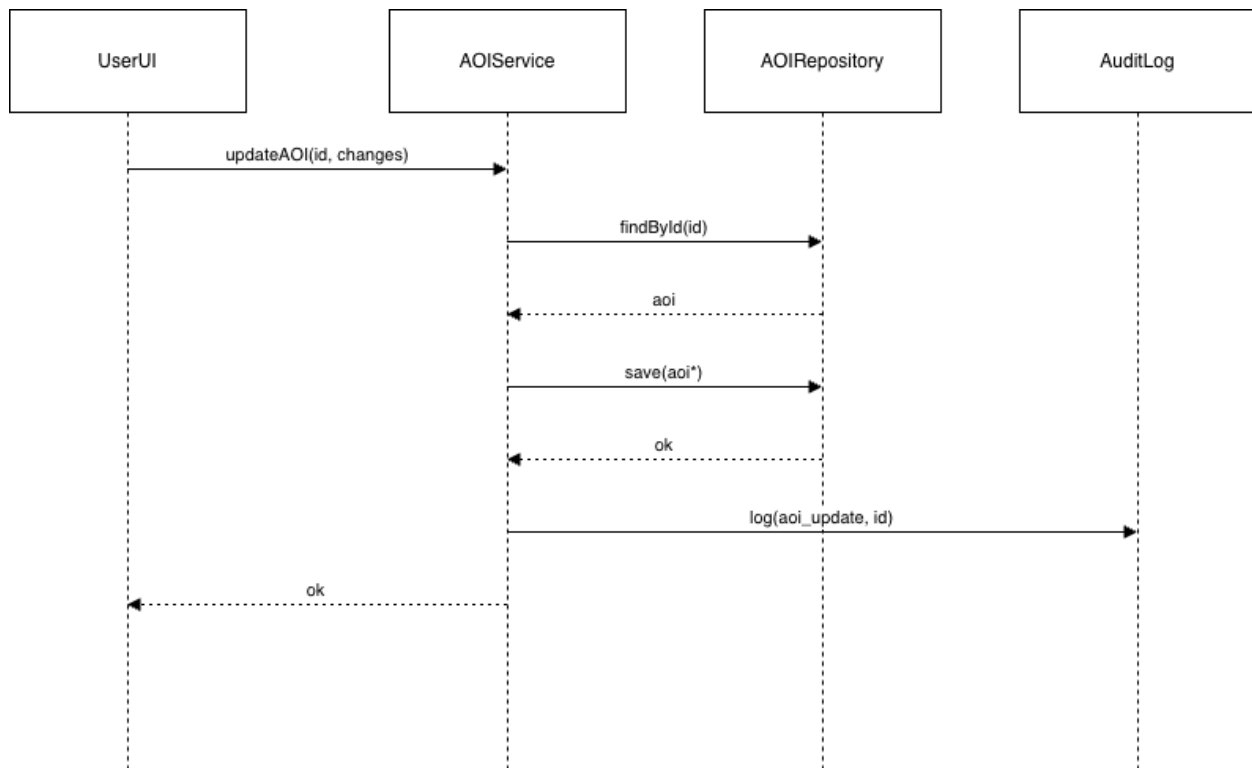 UserUI
AOIService
AOIRepository
AuditLog
updateAOI(id, changes)
findById(id)
aoi
save(aoi*)
ok
log(aoi_update, id)
ok